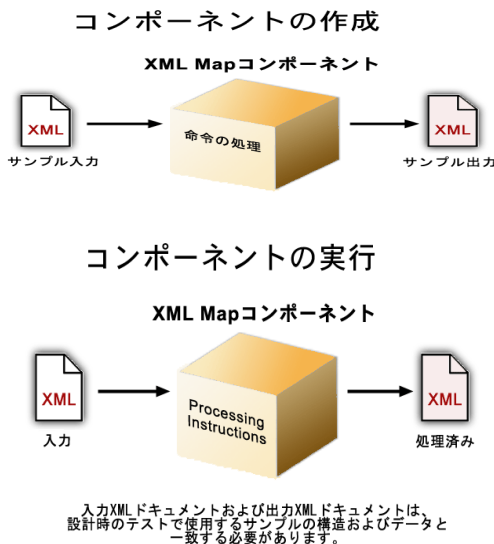 コンポーネントの作成
XML Mapコンポーネント
XML
命令の処理
XML
サンプル入力
サンプル出力
コンポーネントの実行
XML Mapコンポーネント
XML
Processing
Instructions
XML
入力
処理済み
入力XMLドキュメントおよび出力XMLドキュメントは、
設計時のテストで使用するサンプルの構造およびデータと
一致する必要があります。